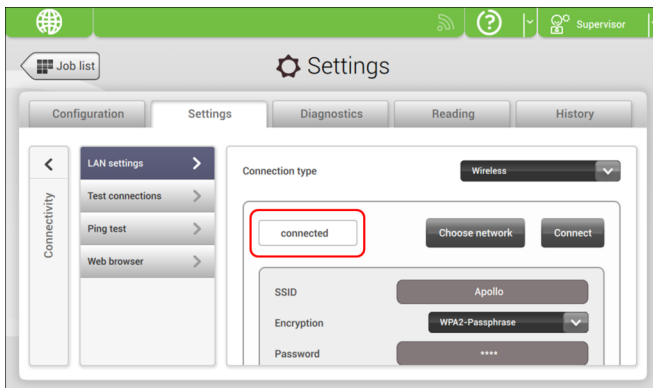 Supervisor
Job list
Settings
Configuration
Settings
Diagnostics
Reading
History
Connectivity
LAN settings
Test connections
Ping test
Web browser
Connection type
Wireless
connected
Choose network
Connect
SSID
Apollo
Encryption
WPA2-Passphrase
Password
****